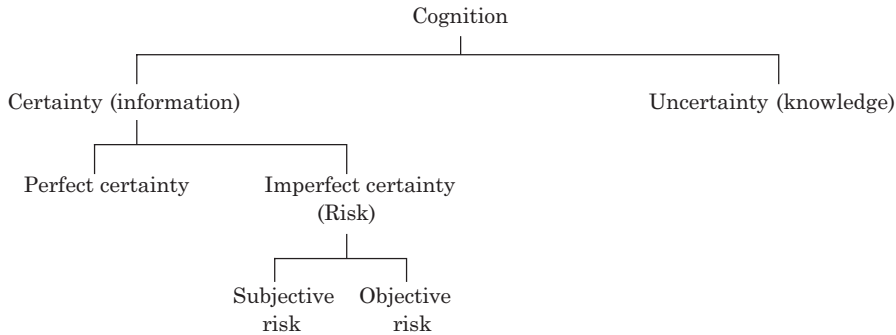 Cognition
Certainty (information)
Uncertainty (knowledge)
Perfect certainty
Imperfect certainty
(Risk)
Subjective
risk
Objective
risk